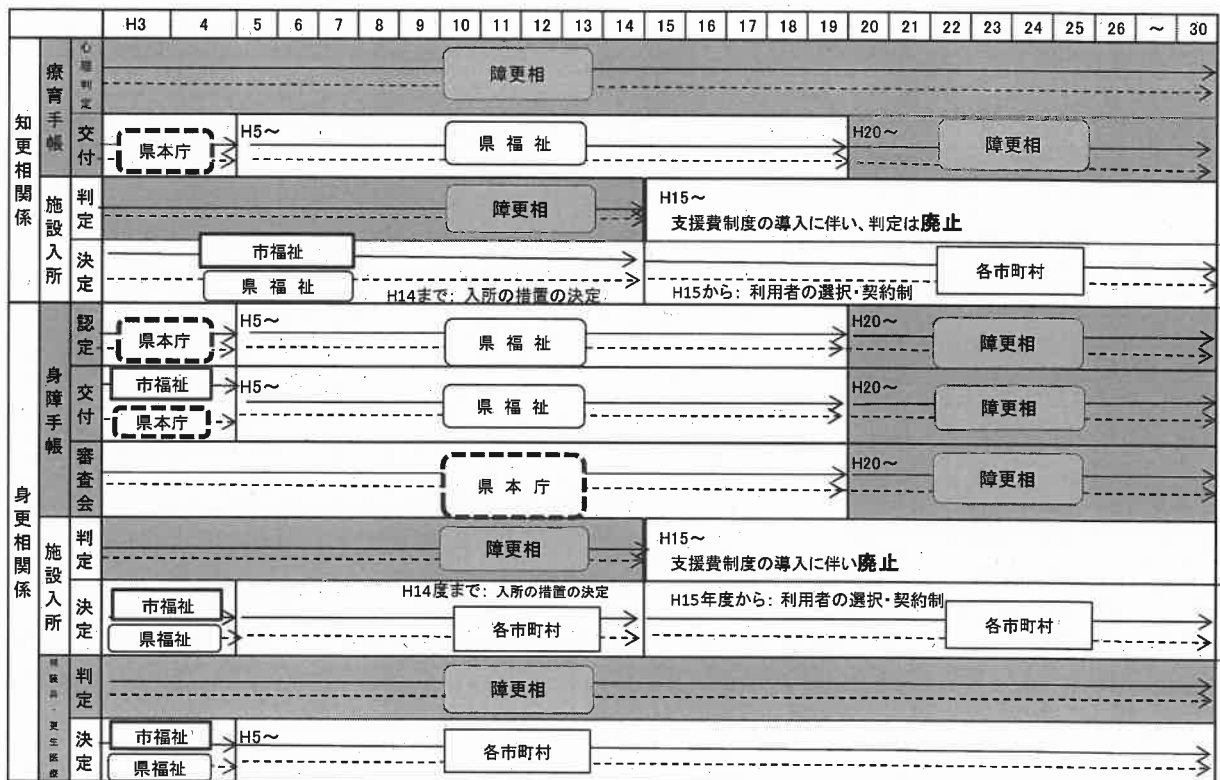 H3 4 5 6 7 8 9 10 11 12 13 14 15 16 17 18 19 20 21 22 23 24 25 26 ～ 30
知更相関係
療育手帳
心理判定
障更相
交付
県本庁
H5～
県福祉
H20～
障更相
施設入所
判定
障更相
H15～
支援費制度の導入に伴い、判定は廃止
決定
市福祉
県福祉
H14まで：入所の措置の決定
各市町村
H15から：利用者の選択・契約制
身更相関係
身障手帳
認定
県本庁
H5～
県福祉
H20～
障更相
交付
市福祉
県本庁
H5～
県福祉
H20～
障更相
審査会
県本庁
H20～
障更相
施設入所
判定
障更相
H15～
支援費制度の導入に伴い廃止
決定
市福祉
県福祉
H14度まで：入所の措置の決定
各市町村
H15年度から：利用者の選択・契約制
各市町村
補装具・更生医療
判定
障更相
決定
市福祉
県福祉
H5～
各市町村